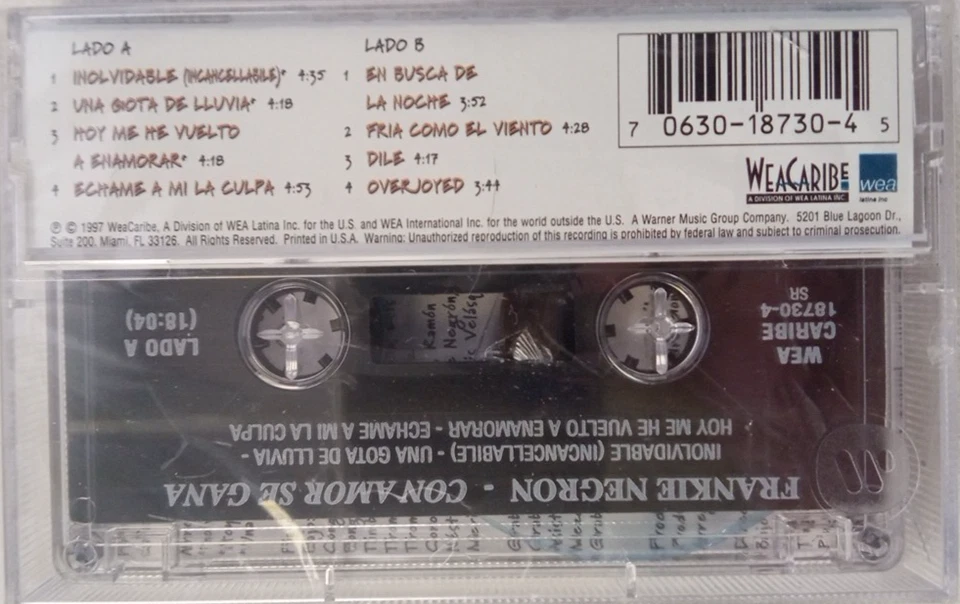 LADO A
1 INOLVIDABLE (INCANCELLABILE)* 4:35
2 UNA GOTA DE LLUVIA* 4:18
3 HOY ME HE VUELTO
A ENAMORAR* 4:18
4 ECHAME A MI LA CULPA 4:53
LADO B
1 EN BUSCA DE
LA NOCHE 3:52
2 FRIA COMO EL VIENTO 4:28
3 DILE 4:17
4 OVERJOYED 3:44
7 0630-18730-4 5
WEACARIBE
A DIVISION OF WEA LATINA INC
wea
latina inc
℗ © 1997 WeaCaribe, A Division of WEA Latina Inc. for the U.S. and WEA International Inc. for the world outside the U.S. A Warner Music Group Company. 5201 Blue Lagoon Dr.,
Suite 200, Miami, FL 33126. All Rights Reserved. Printed in U.S.A. Warning: Unauthorized reproduction of this recording is prohibited by federal law and subject to criminal prosecution.
FRANKIE NEGRON - CON AMOR SE GANA
INOLVIDABLE (INCANCELLABILE) - UNA GOTA DE LLUVIA -
HOY ME HE VUELTO A ENAMORAR - ECHAME A MI LA CULPA
WEA
CARIBE
18730-4
SR
LADO A
(18:04)
Ramón
Negrón